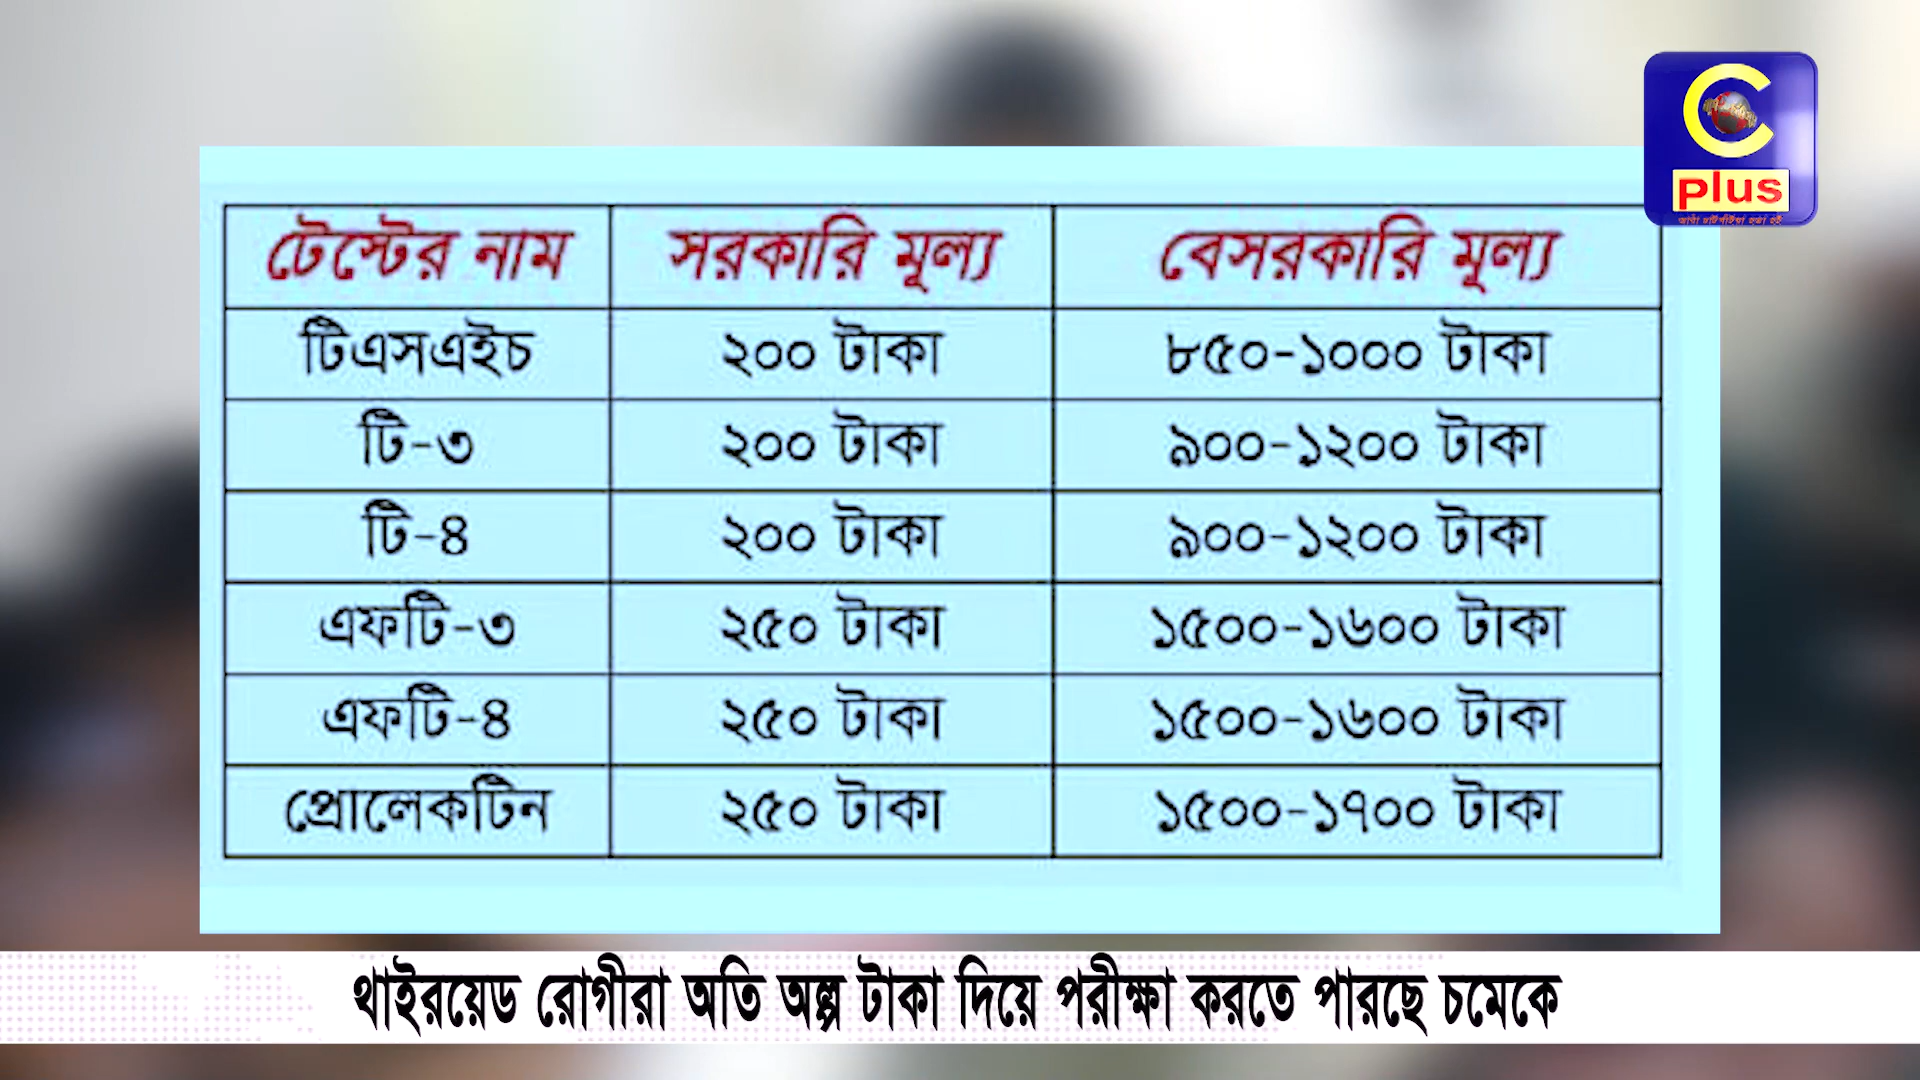 C
plus
টেস্টের নাম সরকারি মূল্য বেসরকারি মূল্য
টিএসএইচ ২০০ টাকা ৮৫০-১০০০ টাকা
টি-৩ ২০০ টাকা ৯০০-১২০০ টাকা
টি-৪ ২০০ টাকা ৯০০-১২০০ টাকা
এফটি-৩ ২৫০ টাকা ১৫০০-১৬০০ টাকা
এফটি-৪ ২৫০ টাকা ১৫০০-১৬০০ টাকা
প্রোলেকটিন ২৫০ টাকা ১৫০০-১৭০০ টাকা
থাইরয়েড রোগীরা অতি অল্প টাকা দিয়ে পরীক্ষা করতে পারছে চমেকে